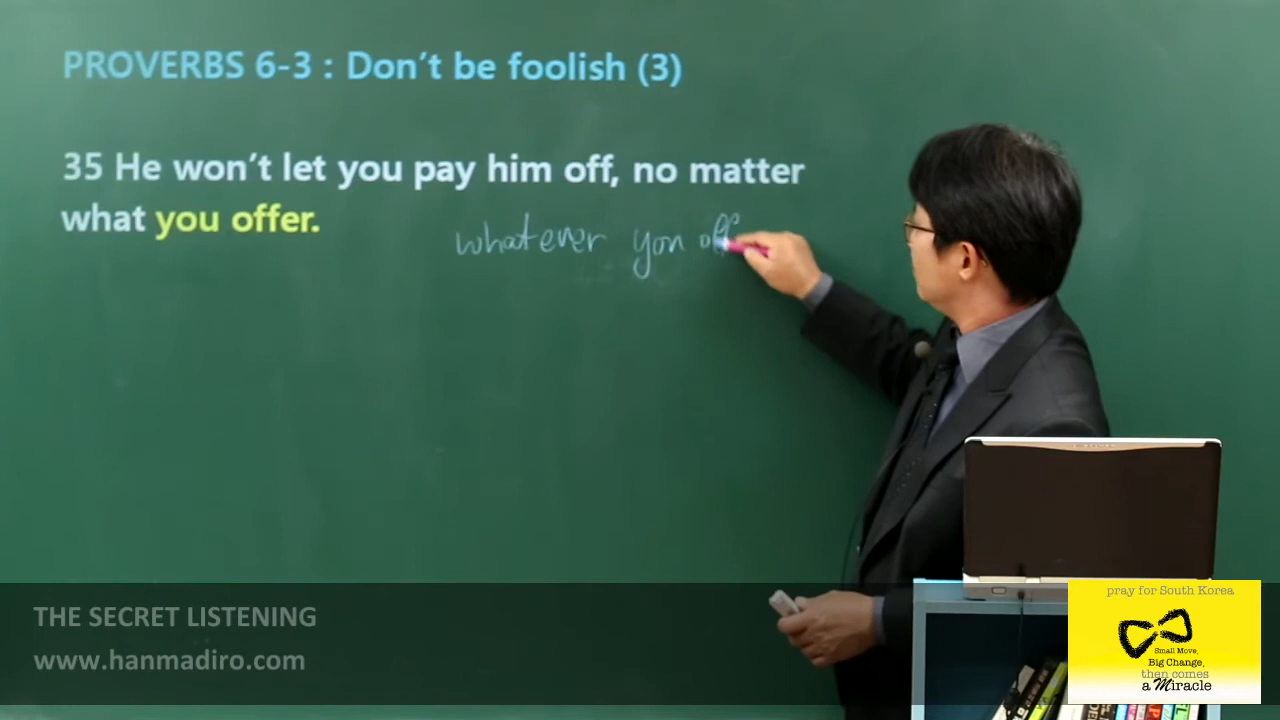 PROVERBS 6-3 : Don't be foolish (3)
35 He won't let you pay him off, no matter
what you offer.
whatever you off
THE SECRET LISTENING
www.hanmadiro.com
pray for South Korea
Small Move,
Big Change,
then comes
a Miracle